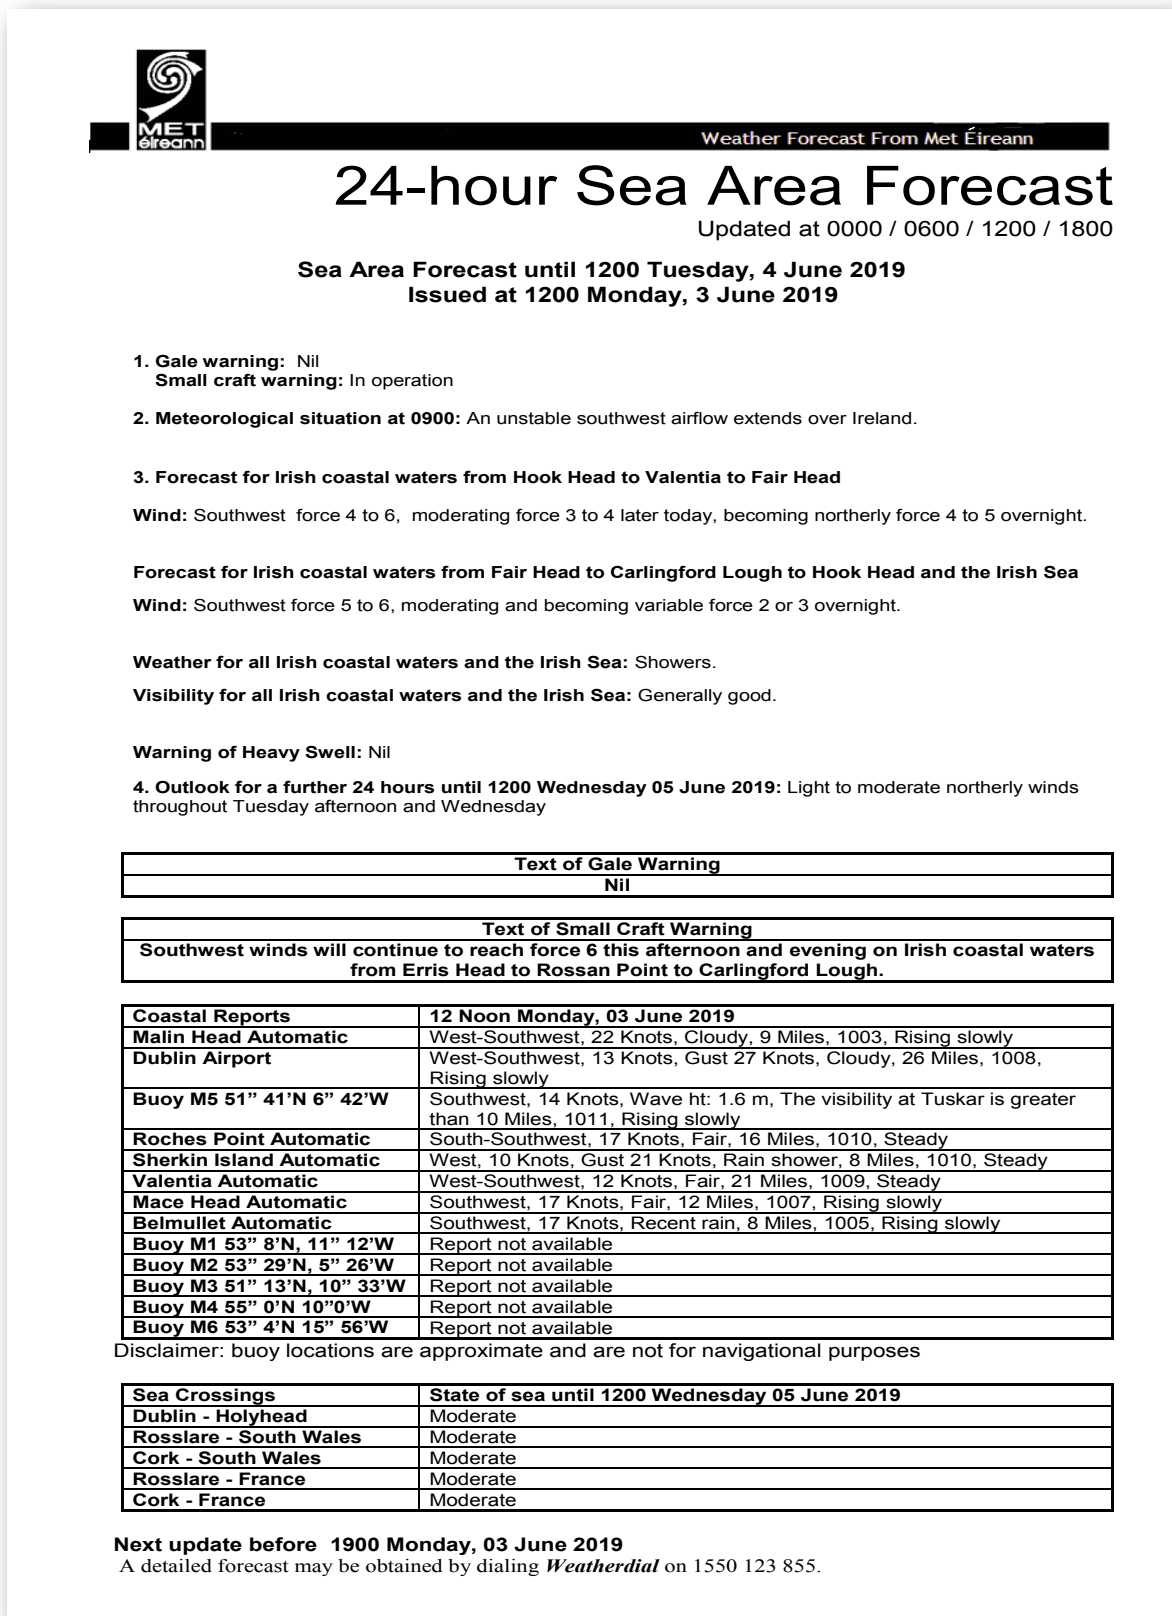 MET
éireann
Weather Forecast From Met Éireann
24-hour Sea Area Forecast
Updated at 0000 / 0600 / 1200 / 1800
Sea Area Forecast until 1200 Tuesday, 4 June 2019
Issued at 1200 Monday, 3 June 2019
1. Gale warning: Nil
Small craft warning: In operation
2. Meteorological situation at 0900: An unstable southwest airflow extends over Ireland.
3. Forecast for Irish coastal waters from Hook Head to Valentia to Fair Head
Wind: Southwest force 4 to 6, moderating force 3 to 4 later today, becoming northerly force 4 to 5 overnight.
Forecast for Irish coastal waters from Fair Head to Carlingford Lough to Hook Head and the Irish Sea
Wind: Southwest force 5 to 6, moderating and becoming variable force 2 or 3 overnight.
Weather for all Irish coastal waters and the Irish Sea: Showers.
Visibility for all Irish coastal waters and the Irish Sea: Generally good.
Warning of Heavy Swell: Nil
4. Outlook for a further 24 hours until 1200 Wednesday 05 June 2019: Light to moderate northerly winds
throughout Tuesday afternoon and Wednesday
Text of Gale Warning
Nil
Text of Small Craft Warning
Southwest winds will continue to reach force 6 this afternoon and evening on Irish coastal waters
from Erris Head to Rossan Point to Carlingford Lough.
Coastal Reports 12 Noon Monday, 03 June 2019
Malin Head Automatic West-Southwest, 22 Knots, Cloudy, 9 Miles, 1003, Rising slowly
Dublin Airport West-Southwest, 13 Knots, Gust 27 Knots, Cloudy, 26 Miles, 1008,
Rising slowly
Buoy M5 51” 41’N 6” 42’W Southwest, 14 Knots, Wave ht: 1.6 m, The visibility at Tuskar is greater
than 10 Miles, 1011, Rising slowly
Roches Point Automatic South-Southwest, 17 Knots, Fair, 16 Miles, 1010, Steady
Sherkin Island Automatic West, 10 Knots, Gust 21 Knots, Rain shower, 8 Miles, 1010, Steady
Valentia Automatic West-Southwest, 12 Knots, Fair, 21 Miles, 1009, Steady
Mace Head Automatic Southwest, 17 Knots, Fair, 12 Miles, 1007, Rising slowly
Belmullet Automatic Southwest, 17 Knots, Recent rain, 8 Miles, 1005, Rising slowly
Buoy M1 53” 8’N, 11” 12’W Report not available
Buoy M2 53” 29’N, 5” 26’W Report not available
Buoy M3 51” 13’N, 10” 33’W Report not available
Buoy M4 55” 0’N 10”0’W Report not available
Buoy M6 53” 4’N 15” 56’W Report not available
Disclaimer: buoy locations are approximate and are not for navigational purposes
Sea Crossings State of sea until 1200 Wednesday 05 June 2019
Dublin - Holyhead Moderate
Rosslare - South Wales Moderate
Cork - South Wales Moderate
Rosslare - France Moderate
Cork - France Moderate
Next update before 1900 Monday, 03 June 2019
A detailed forecast may be obtained by dialing Weatherdial on 1550 123 855.